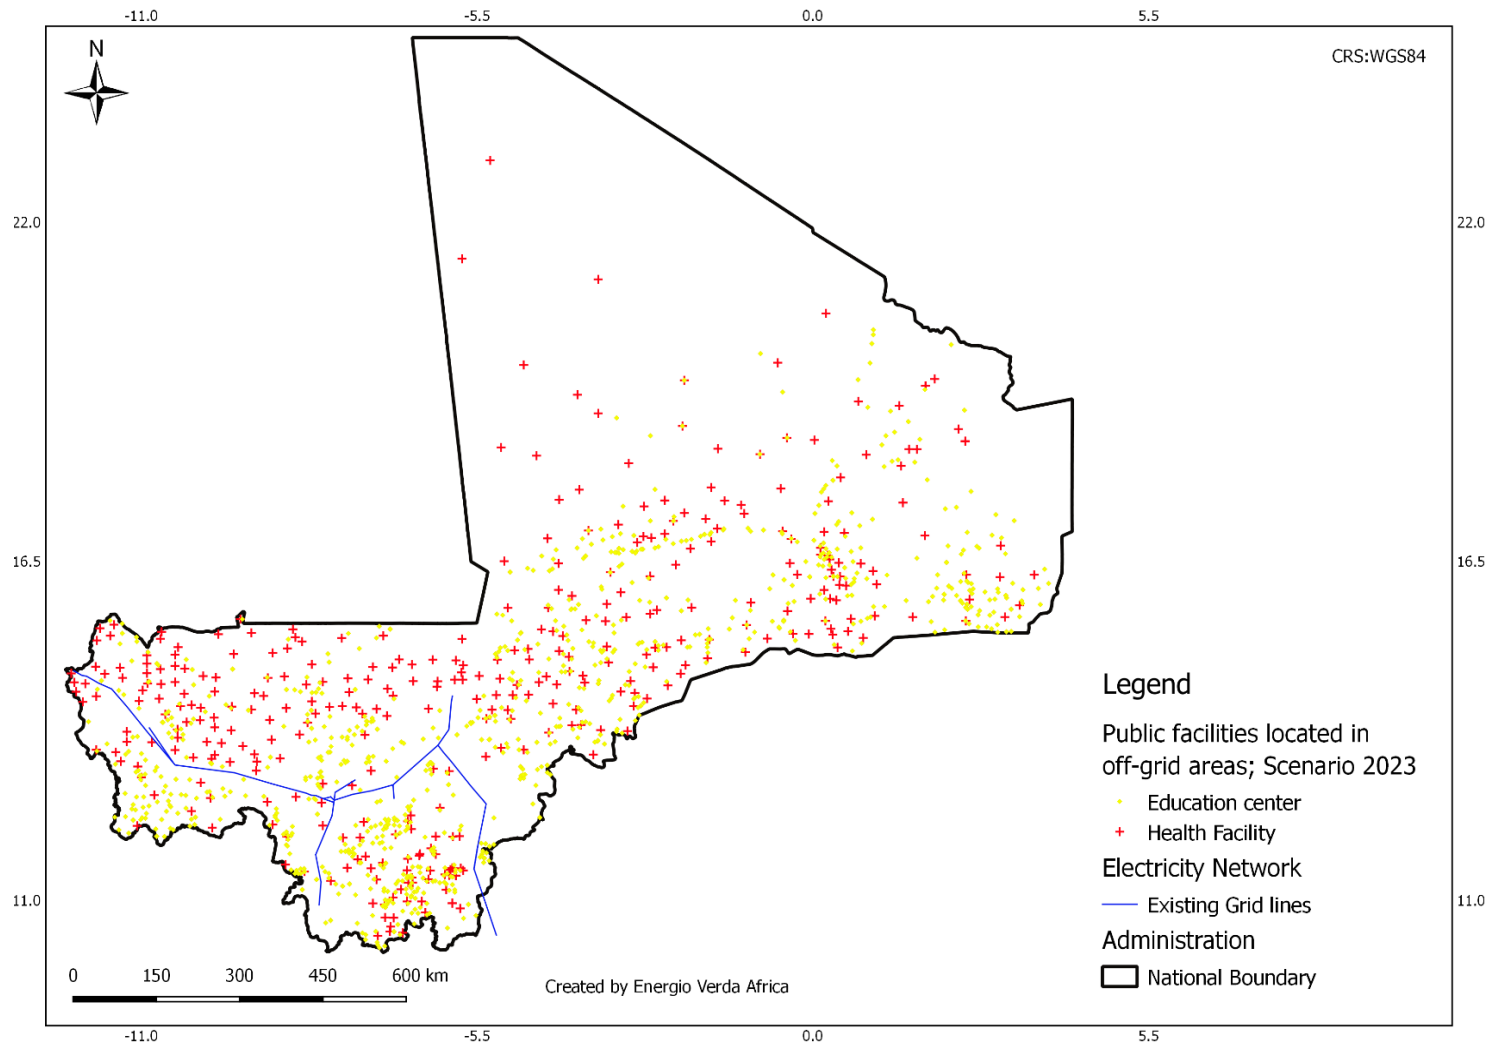 -11.0 -5.5 0.0 5.5
N
CRS:WGS84
22.0 22.0
16.5 16.5
Legend
Public facilities located in
off-grid areas; Scenario 2023
Education center
Health Facility
Electricity Network
11.0 Existing Grid lines 11.0
Administration
0 150 300 450 600 km
National Boundary
Created by Energio Verda Africa
-11.0 -5.5 0.0 5.5